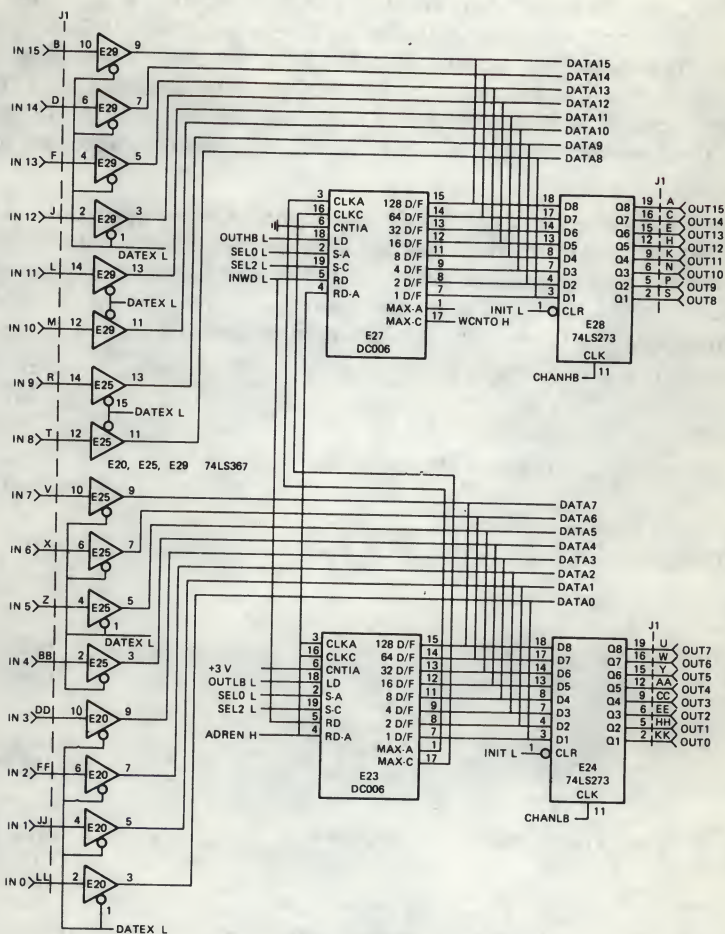 J1
IN 15 B 10 E29 9
DATA15
IN 14 D 6 E29 7
DATA14
DATA13
DATA12
IN 13 F 4 E29 5
DATA11
DATA10
DATA9
DATA8
IN 12 J 2 E29 3
1
DATEX L
IN 11 L 14 E29 13
DATEX L
IN 10 M 12 E29 11
IN 9 R 14 E25 13
15
DATEX L
IN 8 T 12 E25 11
E20, E25, E29 74LS367
3 CLKA 128 D/F 15
16 CLKC 64 D/F 14
6 CNTIA 32 D/F 13
OUTHB L 18 LD 16 D/F 12
SEL0 L 2 S-A 8 D/F 11
SEL2 L 19 S-C 4 D/F 9
INWD L 5 RD 2 D/F 8
4 RD-A 1 D/F 7
MAX-A 1
MAX-C 17 WCNTO H
E27
DC006
J1
18 D8 Q8 19 A OUT15
17 D7 Q7 16 C OUT14
14 D6 Q6 15 E OUT13
13 D5 Q5 12 H OUT12
8 D4 Q4 9 K OUT11
7 D3 Q3 6 N OUT10
4 D2 Q2 5 P OUT9
3 D1 Q1 2 S OUT8
INIT L 1 CLR
E28
74LS273
CLK
11
CHANHB
IN 7 V 10 E25 9
DATA7
IN 6 X 6 E25 7
DATA6
DATA5
DATA4
IN 5 Z 4 E25 5
DATA3
DATA2
DATA1
DATA0
1
DATEX L
IN 4 BB 2 E25 3
IN 3 DD 10 E20 9
IN 2 FF 6 E20 7
IN 1 JJ 4 E20 5
IN 0 LL 2 E20 3
1
DATEX L
3 CLKA 128 D/F 15
16 CLKC 64 D/F 14
+3 V 6 CNTIA 32 D/F 13
OUTLB L 18 LD 16 D/F 12
SEL0 L 2 S-A 8 D/F 11
SEL2 L 19 S-C 4 D/F 9
5 RD 2 D/F 8
ADREN H 4 RD-A 1 D/F 7
MAX-A 1
MAX-C 17
E23
DC006
J1
18 D8 Q8 19 U OUT7
17 D7 Q7 16 W OUT6
14 D6 Q6 15 Y OUT5
13 D5 Q5 12 AA OUT4
8 D4 Q4 9 CC OUT3
7 D3 Q3 6 EE OUT2
4 D2 Q2 5 HH OUT1
3 D1 Q1 2 KK OUT0
INIT L 1 CLR
E24
74LS273
CLK
11
CHANLB